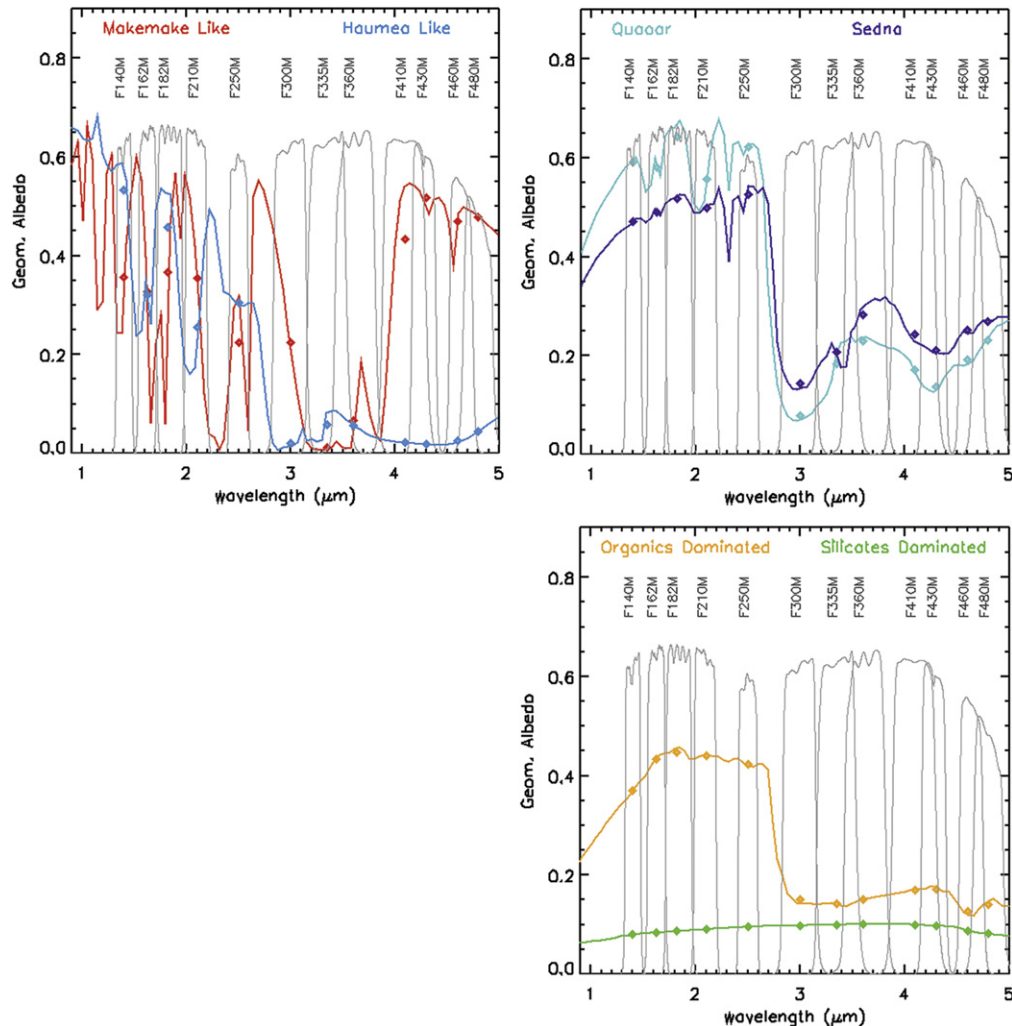 Makemake Like Haumea Like
F140M F162M F182M F210M F250M F300M F335M F360M F410M F430M F460M F480M
0.8
0.6
0.4
0.2
0.0
Geom. Albedo
1 2 3 4 5
wavelength (μm)
Quaoar Sedna
F140M F162M F182M F210M F250M F300M F335M F360M F410M F430M F460M F480M
0.8
0.6
0.4
0.2
0.0
Geom. Albedo
1 2 3 4 5
wavelength (μm)
Organics Dominated Silicates Dominated
F140M F162M F182M F210M F250M F300M F335M F360M F410M F430M F460M F480M
0.8
0.6
0.4
0.2
0.0
Geom. Albedo
1 2 3 4 5
wavelength (μm)